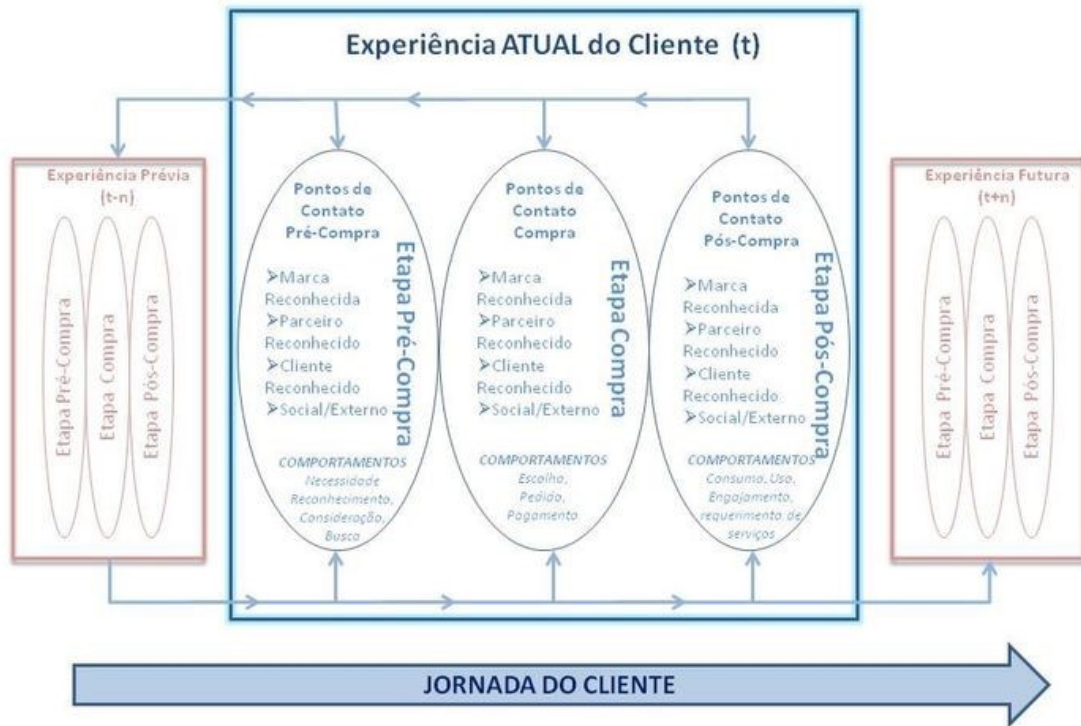 Experiência ATUAL do Cliente (t)
Experiência Prévia
(t-n)
Etapa Pré-Compra
Etapa Compra
Etapa Pós-Compra
Pontos de
Contato
Pré-Compra
➢Marca
Reconhecida
➢Parceiro
Reconhecido
➢Cliente
Reconhecido
➢Social/Externo
COMPORTAMENTOS
Necessidade
Reconhecimento,
Consideração,
Busca
Etapa Pré-Compra
Pontos de
Contato
Compra
➢Marca
Reconhecida
➢Parceiro
Reconhecido
➢Cliente
Reconhecido
➢Social/Externo
COMPORTAMENTOS
Escolha,
Pedido,
Pagamento
Etapa Compra
Pontos de
Contato
Pós-Compra
➢Marca
Reconhecida
➢Parceiro
Reconhecido
➢Cliente
Reconhecido
➢Social/Externo
COMPORTAMENTOS
Consumo, Uso,
Engajamento,
requerimento de
serviços
Etapa Pós-Compra
Experiência Futura
(t+n)
Etapa Pré-Compra
Etapa Compra
Etapa Pós-Compra
JORNADA DO CLIENTE